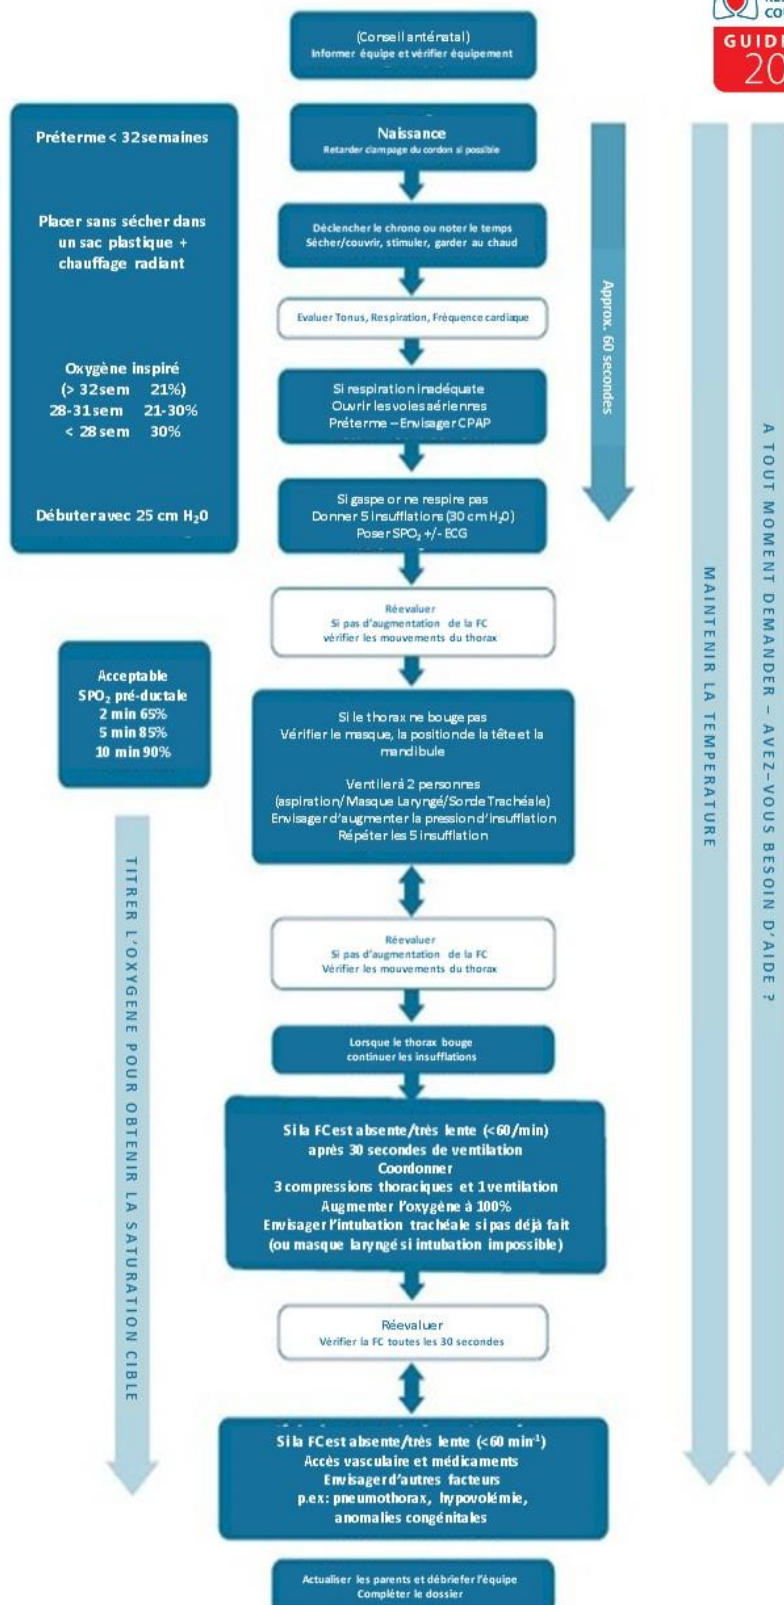 (Conseil anténatal)
Informer équipe et vérifier équipement
GUID
20
Naissance
Retarder clampage du cordon si possible
Préterme < 32 semaines
Placer sans sécher dans
un sac plastique +
chauffage radiant
Oxygène inspiré
(> 32 sem 21%)
28-31 sem 21-30%
< 28 sem 30%
Débuter avec 25 cm H₂0
Déclencher le chrono ou noter le temps
Sécher/couvrir, stimuler, garder au chaud
Evaluer Tonus, Respiration, Fréquence cardiaque
Si respiration inadéquate
Ouvrir les voies aériennes
Préterme – Envisager CPAP
Si gaspe or ne respire pas
Donner 5 insufflations (30 cm H₂0)
Poser SPO₂ +/- ECG
Approx. 60 secondes
Réevaluer
Si pas d'augmentation de la FC
vérifier les mouvements du thorax
Acceptable
SPO₂ pré-ductale
2 min 65%
5 min 85%
10 min 90%
Si le thorax ne bouge pas
Vérifier le masque, la position de la tête et la
mandibule
Ventiler à 2 personnes
(aspiration/Masque Laryngé/Sonde Trachéale)
Envisager d'augmenter la pression d'insufflation
Répéter les 5 insufflation
Réevaluer
Si pas d'augmentation de la FC
Vérifier les mouvements du thorax
Lorsque le thorax bouge
continuer les insufflations
Si la FC est absente/très lente (<60/min)
après 30 secondes de ventilation
Coordonner
3 compressions thoraciques et 1 ventilation
Augmenter l'oxygène à 100%
Envisager l'intubation trachéale si pas déjà fait
(ou masque laryngé si intubation impossible)
Réevaluer
Vérifier la FC toutes les 30 secondes
Si la FC est absente/très lente (<60 min⁻¹)
Accès vasculaire et médicaments
Envisager d'autres facteurs
p.ex: pneumothorax, hypovolémie,
anomalies congénitales
Actualiser les parents et débriefer l'équipe
Compléter le dossier
TITRER L'OXYGENE POUR OBTENIR LA SATURATION CIBLE
MAINTENIR LA TEMPERATURE
A TOUT MOMENT DEMANDER – AVEZ-VOUS BESOIN D'AIDE ?